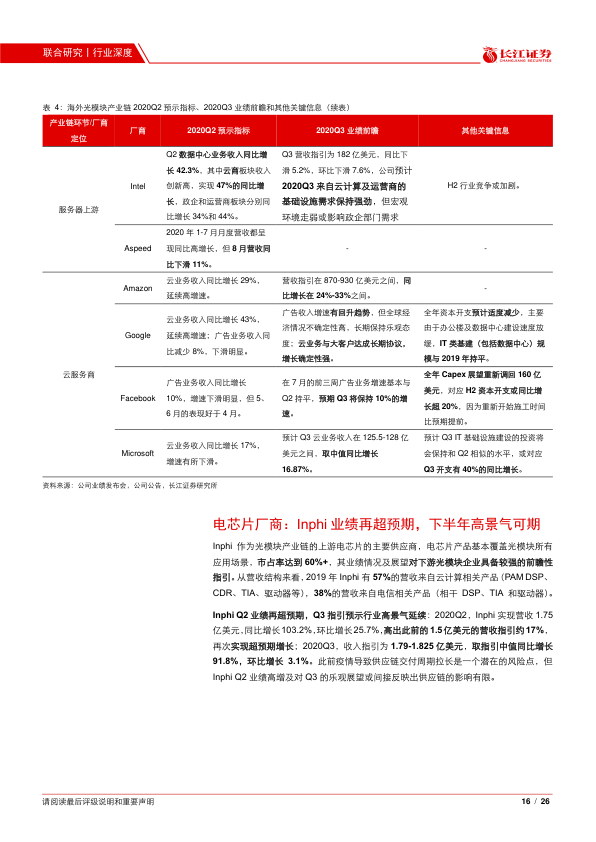 联合研究丨行业深度
长江证券
CHANGJIANG SECURITIES
表 4：海外光模块产业链 2020Q2 预示指标、2020Q3 业绩前瞻和其他关键信息（续表）
产业链环节/厂商定位
厂商
2020Q2 预示指标
2020Q3 业绩前瞻
其他关键信息
服务器上游
Intel
Q2 数据中心业务收入同比增
长 42.3%，其中云商板块收入
创新高，实现 47%的同比增
长，政企和运营商板块分别同
比增长 34%和 44%。
Q3 营收指引为 182 亿美元，同比下
滑 5.2%，环比下滑 7.6%，公司预计
2020Q3 来自云计算及运营商的
基础设施需求保持强劲，但宏观
环境走弱或影响政企部门需求
H2 行业竞争或加剧。
Aspeed
2020 年 1-7 月月度营收都呈
现同比高增长，但 8 月营收同
比下滑 11%。
-
-
云服务商
Amazon
云业务收入同比增长 29%，
延续高增速。
营收指引在 870-930 亿美元之间，同
比增长在 24%-33%之间。
-
Google
云业务收入同比增长 43%，
延续高增速；广告业务收入同
比减少 8%，下滑明显。
广告收入增速有回升趋势，但全球经
济情况不确定性高，长期保持乐观态
度；云业务与大客户达成长期协议，
增长确定性强。
全年资本开支预计适度减少，主要
由于办公楼及数据中心建设速度放
缓，IT 类基建（包括数据中心）规
模与 2019 年持平。
Facebook
广告业务收入同比增长
10%，增速下滑明显，但 5、
6 月的表现好于 4 月。
在 7 月的前三周广告业务增速基本与
Q2 持平，预期 Q3 将保持 10%的增
速。
全年 Capex 展望重新调回 160 亿
美元，对应 H2 资本开支或同比增
长超 20%，因为重新开始施工时间
比预期提前。
Microsoft
云业务收入同比增长 17%，
增速有所下滑。
预计 Q3 云业务收入在 125.5-128 亿
美元之间，取中值同比增长
16.87%。
预计 Q3 IT 基础设施建设的投资将
会保持和 Q2 相似的水平，或对应
Q3 开支有 40%的同比增长。
资料来源：公司业绩发布会，公司公告，长江证券研究所
电芯片厂商：Inphi 业绩再超预期，下半年高景气可期
Inphi 作为光模块产业链的上游电芯片的主要供应商，电芯片产品基本覆盖光模块所有
应用场景，市占率达到 60%+，其业绩情况及展望对下游光模块企业具备较强的前瞻性
指引。从营收结构来看，2019 年 Inphi 有 57%的营收来自云计算相关产品（PAM DSP、
CDR、TIA、驱动器等），38%的营收来自电信相关产品（相干 DSP、TIA 和驱动器）。
Inphi Q2 业绩再超预期，Q3 指引预示行业高景气延续：2020Q2，Inphi 实现营收 1.75
亿美元，同比增长 103.2%，环比增长 25.7%，高出此前的 1.5 亿美元的营收指引约 17%，
再次实现超预期增长；2020Q3，收入指引为 1.79-1.825 亿美元，取指引中值同比增长
91.8%，环比增长 3.1%。此前疫情导致供应链交付周期拉长是一个潜在的风险点，但
Inphi Q2 业绩高增及对 Q3 的乐观展望或间接反映出供应链的影响有限。
请阅读最后评级说明和重要声明
16 / 26